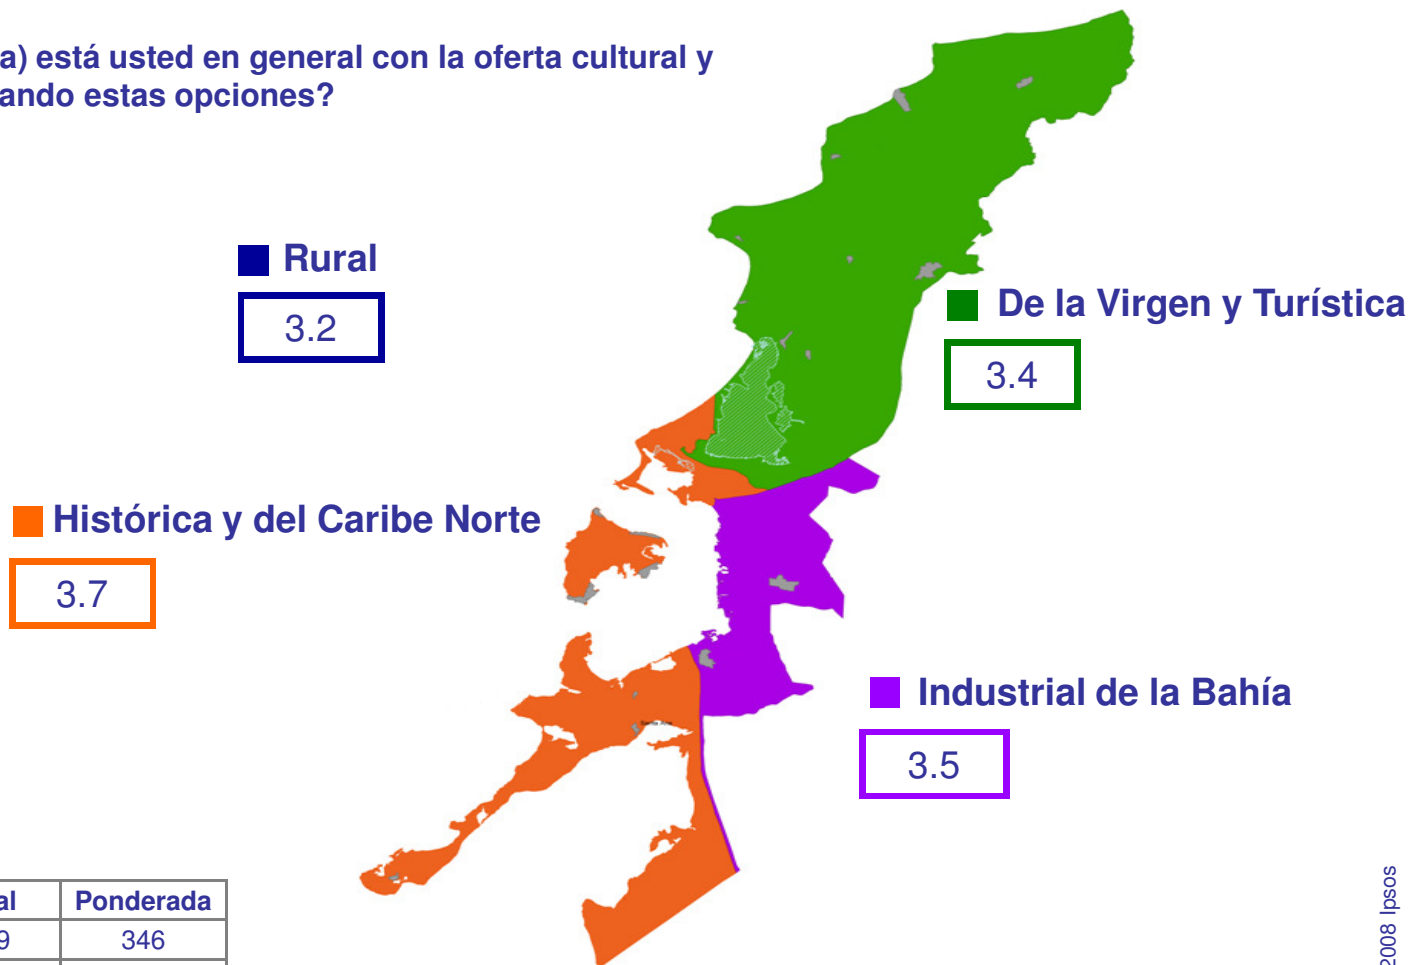 a) está usted en general con la oferta cultural y
ando estas opciones?
Rural
3.2
De la Virgen y Turística
3.4
Histórica y del Caribe Norte
3.7
Industrial de la Bahía
3.5
al Ponderada
9 346
2008 Ipsos